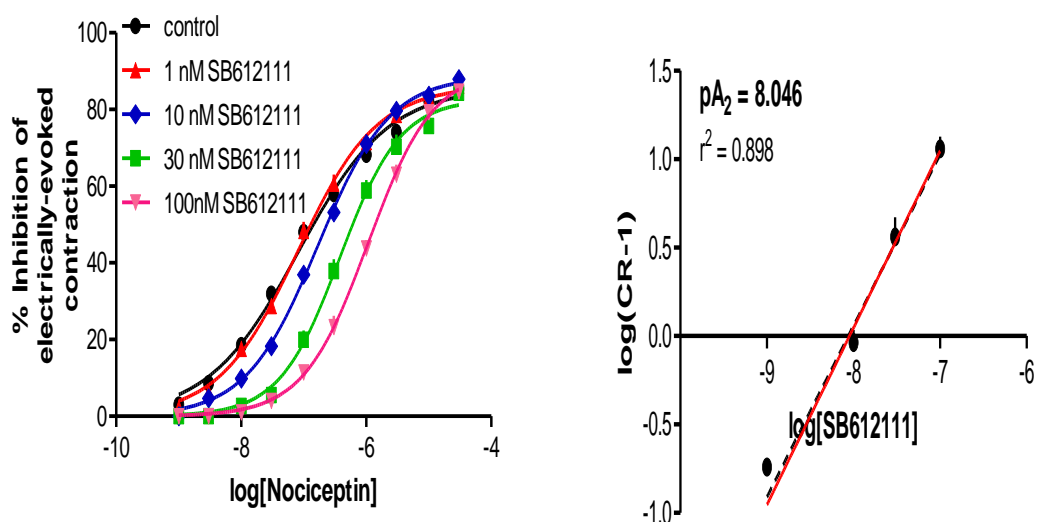 control
1 nM SB612111
10 nM SB612111
30 nM SB612111
100nM SB612111
% Inhibition of
electrically-evoked
contraction
100
80
60
40
20
0
-10
-8
-6
-4
log[Nociceptin]
pA2 = 8.046
r2 = 0.898
log(CR-1)
1.5
1.0
0.5
0.0
-0.5
-1.0
-9
-8
-7
-6
log[SB612111]